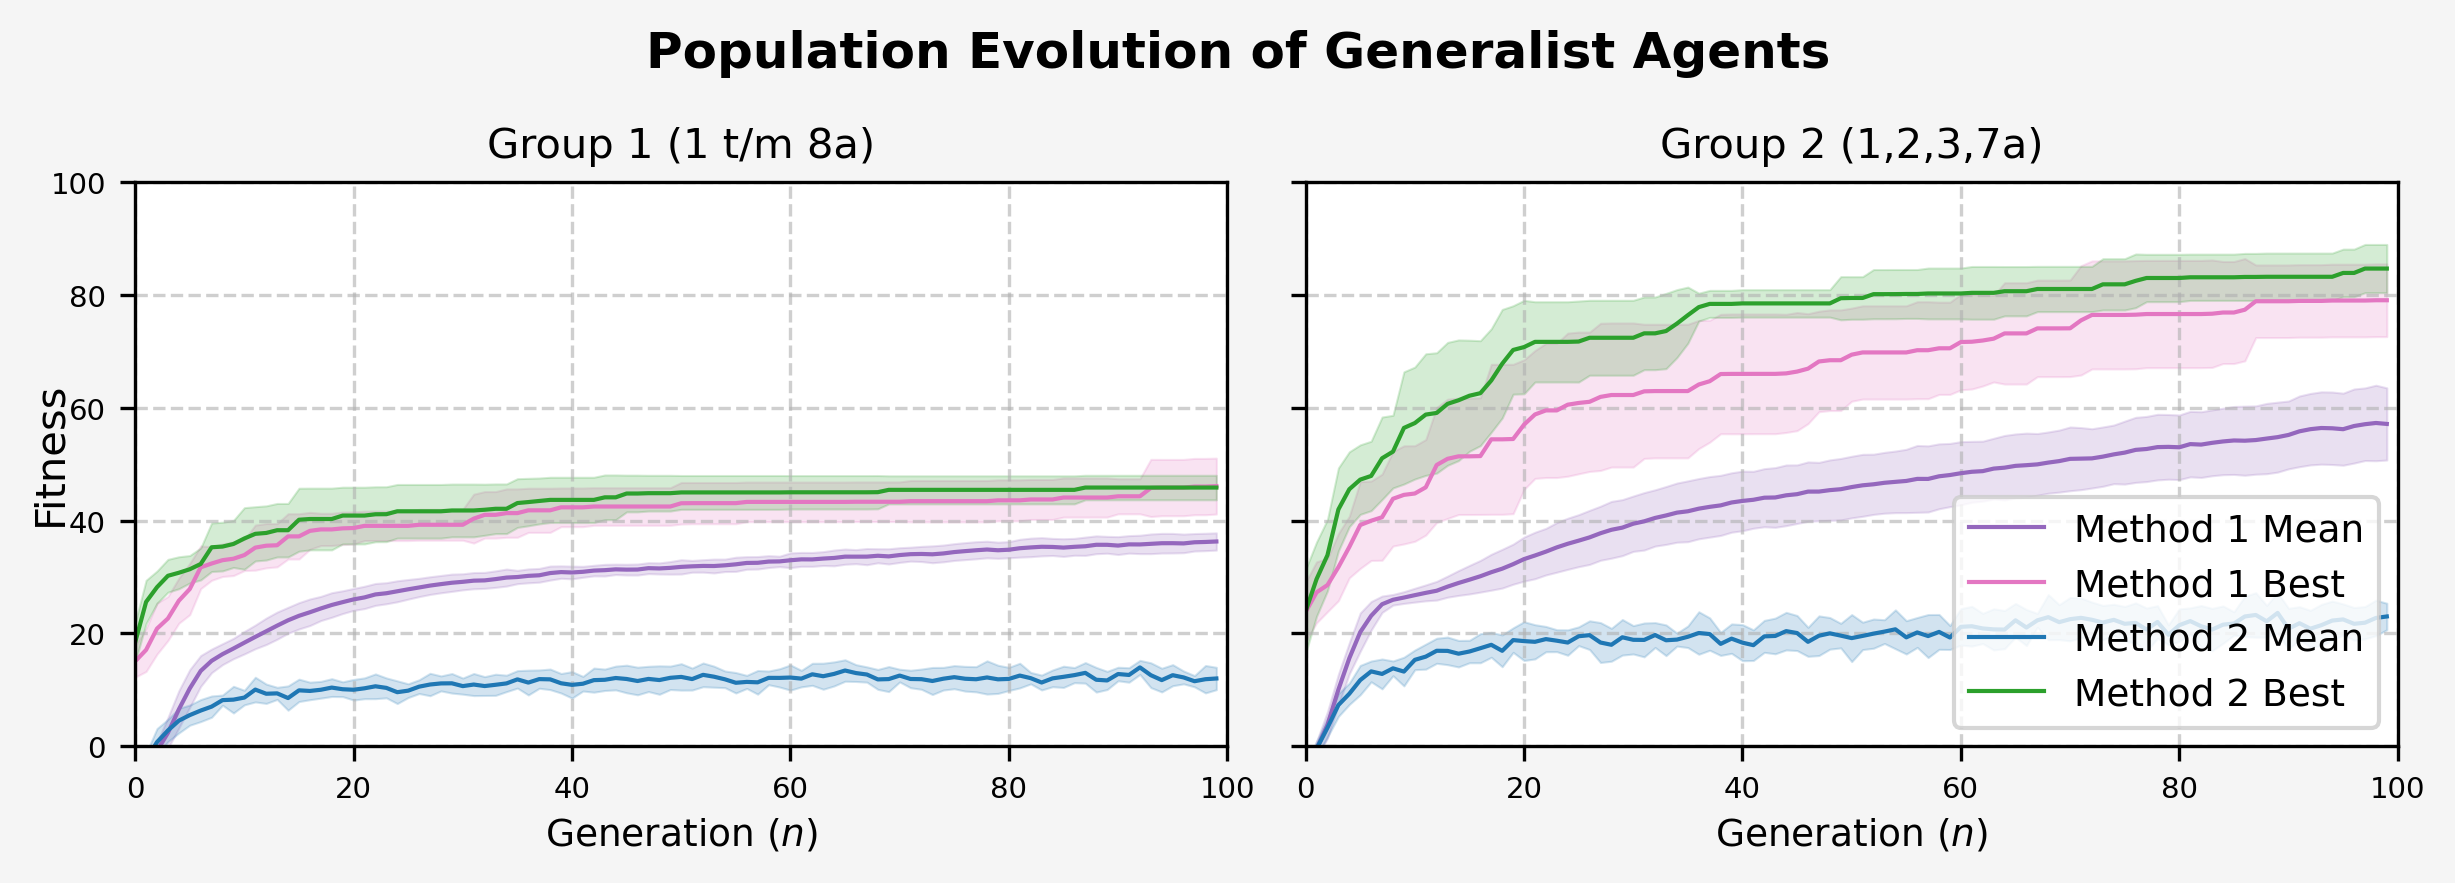 Population Evolution of Generalist Agents
Group 1 (1 t/m 8a)
Fitness
100
80
60
40
20
0
0 20 40 60 80 100
Generation (n)
Group 2 (1,2,3,7a)
Method 1 Mean
Method 1 Best
Method 2 Mean
Method 2 Best
0 20 40 60 80 100
Generation (n)